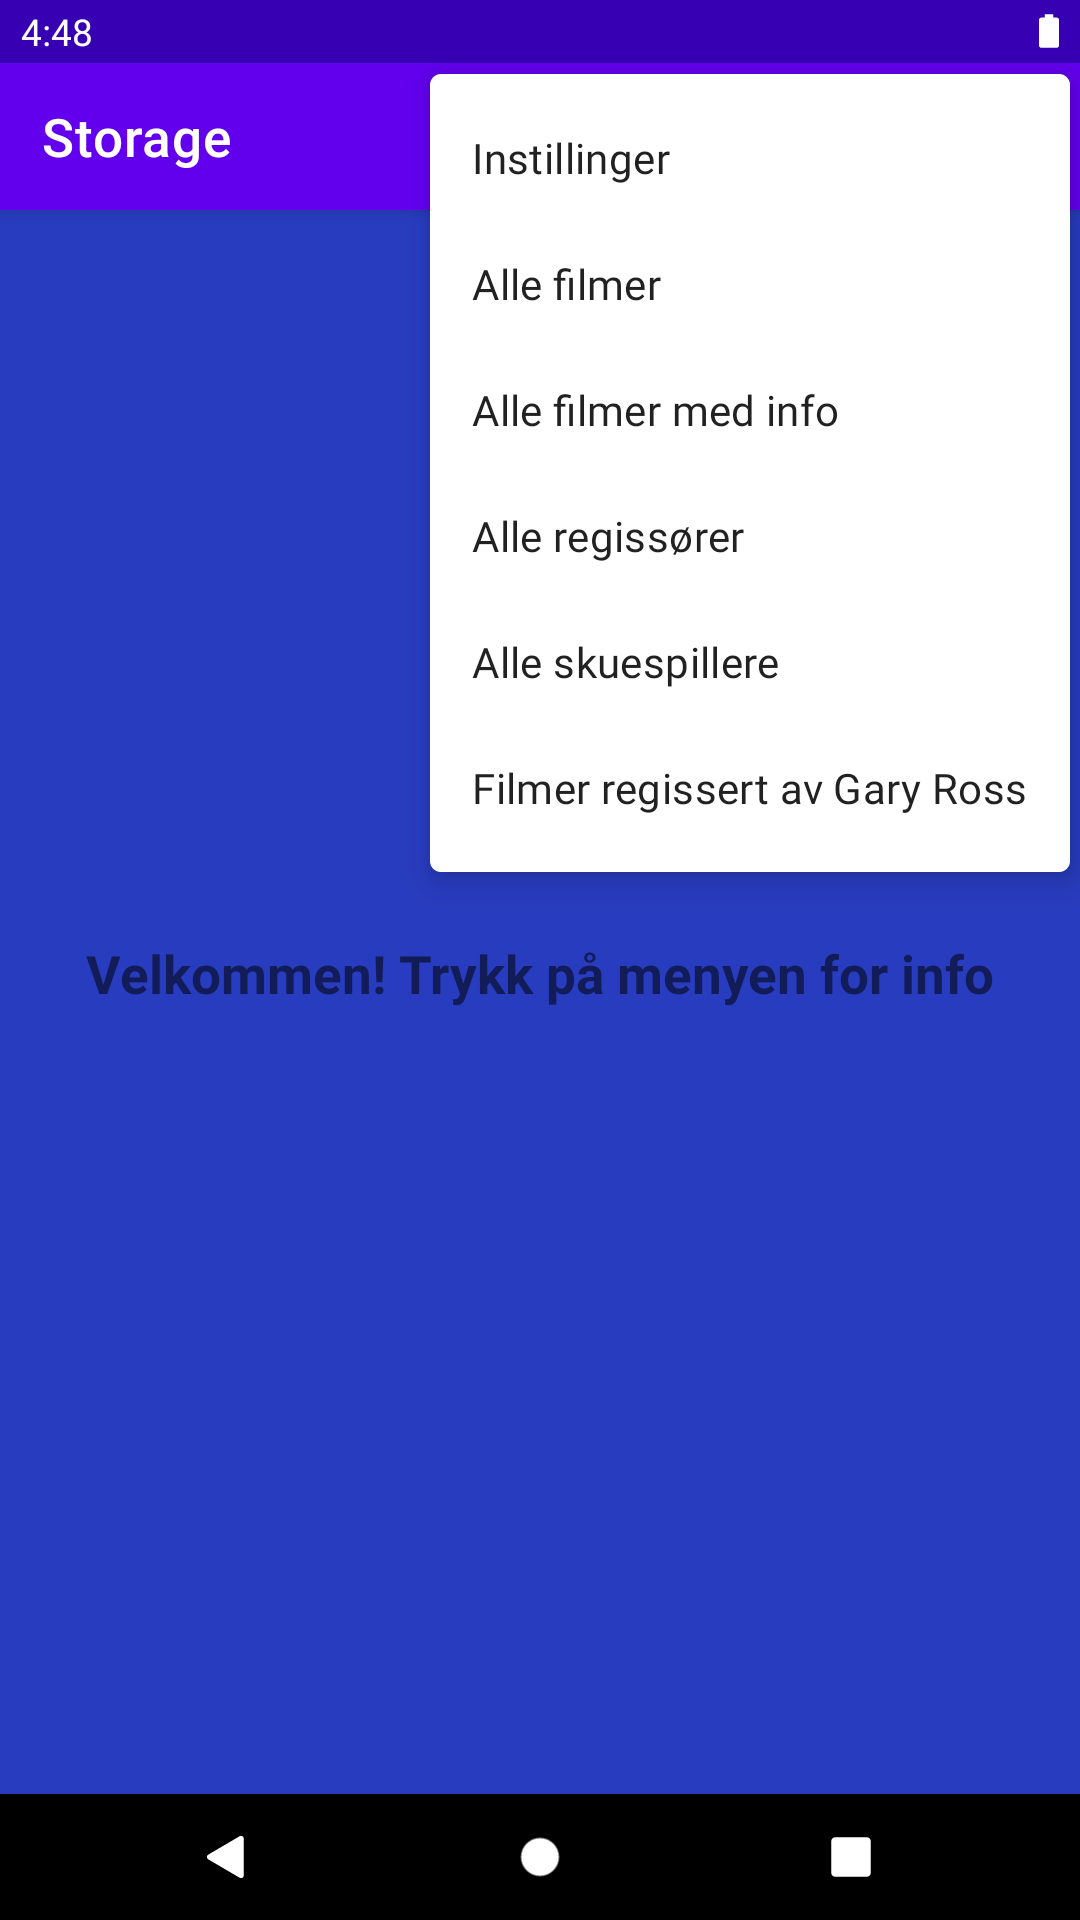 4:48
Storage
Instillinger
Alle filmer
Alle filmer med info
Alle regissører
Alle skuespillere
Filmer regissert av Gary Ross
Velkommen! Trykk på menyen for info